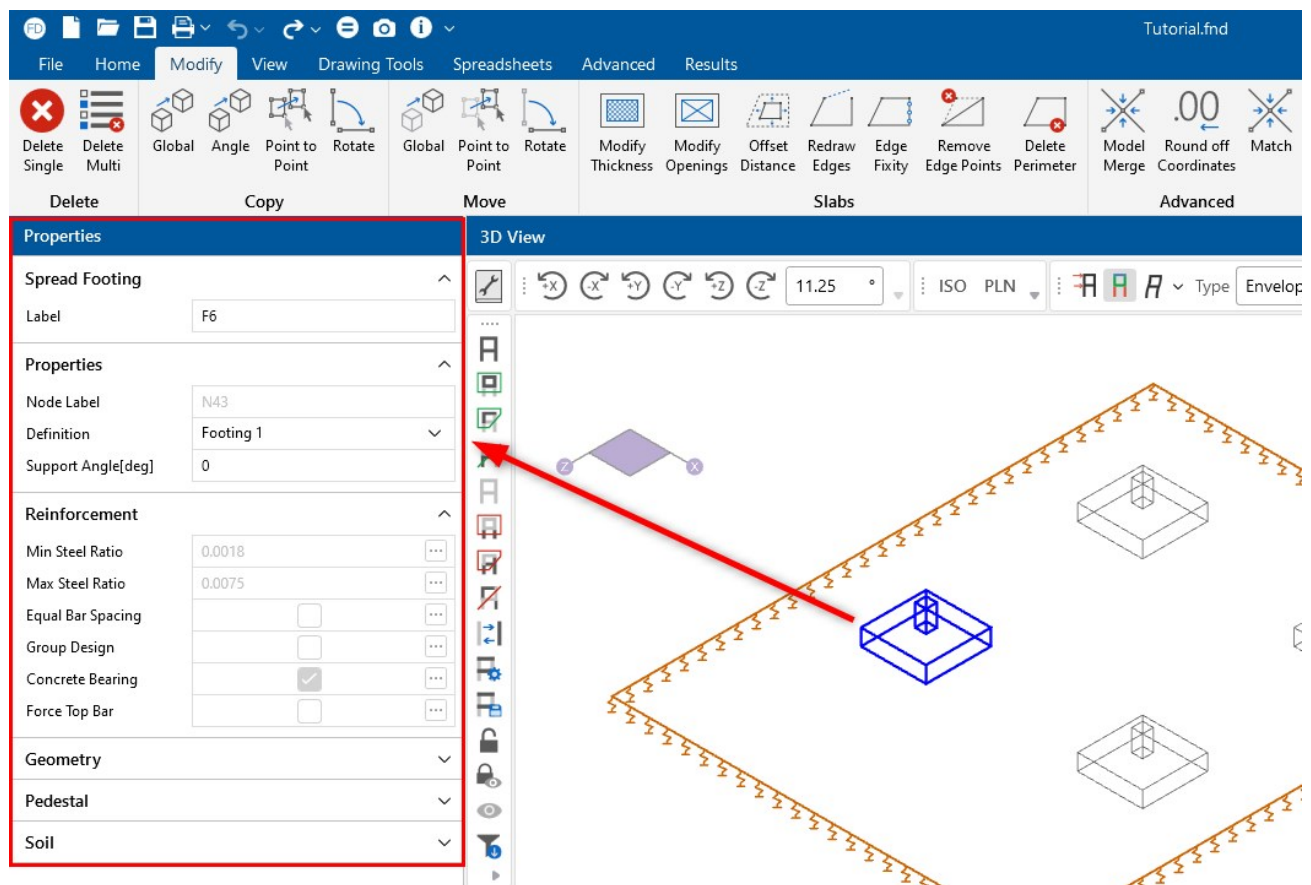 FD
Tutorial.fnd
File Home Modify View Drawing Tools Spreadsheets Advanced Results
Delete Single
Delete Multi
Global
Angle
Point to Point
Rotate
Global
Point to Point
Rotate
Modify Thickness
Modify Openings
Offset Distance
Redraw Edges
Edge Fixity
Remove Edge Points
Delete Perimeter
Model Merge
.00
Round off Coordinates
Match
Delete Copy Move Slabs Advanced
Properties
Spread Footing
Label F6
Properties
Node Label N43
Definition Footing 1
Support Angle[deg] 0
Reinforcement
Min Steel Ratio 0.0018 ...
Max Steel Ratio 0.0075 ...
Equal Bar Spacing ...
Group Design ...
Concrete Bearing ...
Force Top Bar ...
Geometry
Pedestal
Soil
3D View
+X -X +Y -Y +Z -Z 11.25 ° ISO PLN Type Envelop
Z X